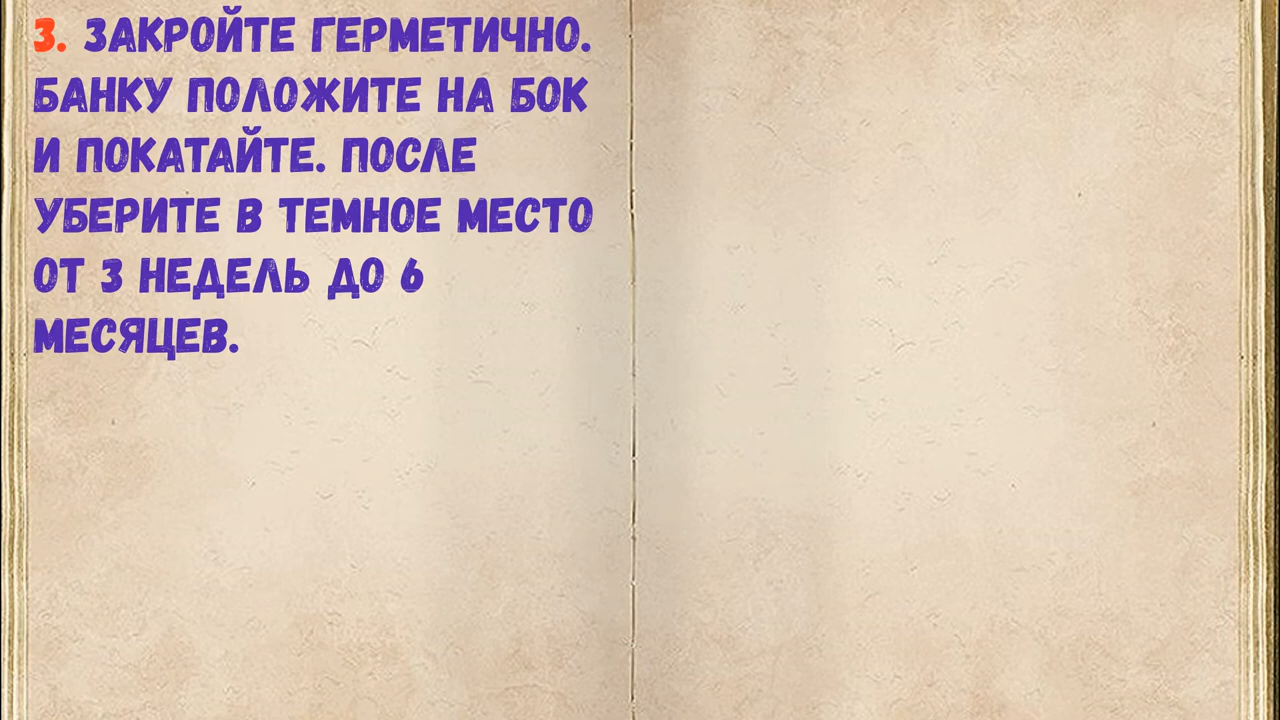 3. ЗАКРОЙТЕ ГЕРМЕТИЧНО.
БАНКУ ПОЛОЖИТЕ НА БОК
И ПОКАТАЙТЕ. ПОСЛЕ
УБЕРИТЕ В ТЕМНОЕ МЕСТО
ОТ 3 НЕДЕЛЬ ДО 6
МЕСЯЦЕВ.